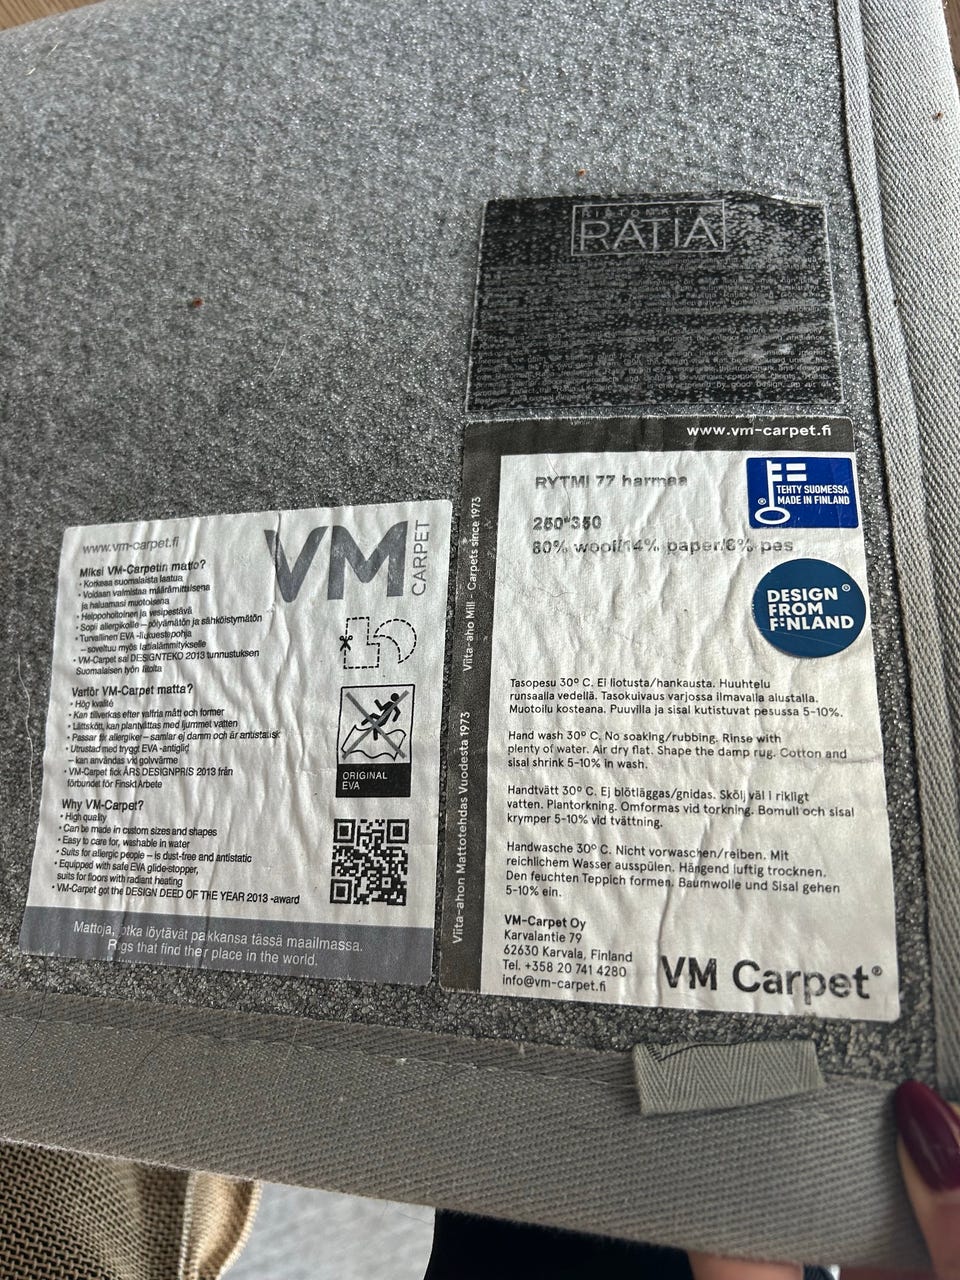 RATIA
www.vm-carpet.fi
RYTMI 77 harmaa
250*350
80% wool/14% paper/6% pes
TEHTY SUOMESSA
MADE IN FINLAND
DESIGN ®
FROM
FINLAND
Viita-aho Mill - Carpets since 1973
Viita-ahon Mattotehdas Vuodesta 1973
Tasopesu 30º C. Ei liotusta/hankausta. Huuhtelu
runsaalla vedellä. Tasokuivaus varjossa ilmavalla alustalla.
Muotoilu kosteana. Puuvilla ja sisal kutistuvat pesussa 5-10%.
Hand wash 30º C. No soaking/rubbing. Rinse with
plenty of water. Air dry flat. Shape the damp rug. Cotton and
sisal shrink 5-10% in wash.
Handtvätt 30º C. Ej blötläggas/gnidas. Skölj väl i rikligt
vatten. Plantorkning. Omformas vid torkning. Bomull och sisal
krymper 5-10% vid tvättning.
Handwasche 30º C. Nicht vorwaschen/reiben. Mit
reichlichem Wasser ausspülen. Hängend luftig trocknen.
Den feuchten Teppich formen. Baumwolle und Sisal gehen
5-10% ein.
VM-Carpet Oy
Karvalantie 79
62630 Karvala, Finland
Tel. +358 20 741 4280
info@vm-carpet.fi
VM Carpet®
www.vm-carpet.fi
VM CARPET
Miksi VM-Carpetin matto?
• Korkeaa suomalaista laatua
• Voidaan valmistaa määrämittaisena
ja haluamasi muotoisena
• Helppohoitoinen ja vesipestävä
• Sopii allergikoille – pölyämätön ja sähköistymätön
• Turvallinen EVA -liukuestepohja
– soveltuu myös lattialämmitykselle
• VM-Carpet sai DESIGNTEKO 2013 tunnustuksen
Suomalaisen työn liitolta
Varför VM-Carpet matta?
• Hög kvalité
• Kan tillverkas efter valfria mått och former
• Lättskött, kan plantvättas med ljummet vatten
• Passar för allergiker – samlar ej damm och är antistatisk
• Utrustad med tryggt EVA -antiglid
– kan användas vid golvvärme
• VM-Carpet fick ÅRS DESIGNPRIS 2013 från
förbundet för Finskt Arbete
Why VM-Carpet?
• High quality
• Can be made in custom sizes and shapes
• Easy to care for, washable in water
• Suits for allergic people – is dust-free and antistatic
• Equipped with safe EVA glide-stopper,
suits for floors with radiant heating
• VM-Carpet got the DESIGN DEED OF THE YEAR 2013 -award
ORIGINAL
EVA
Mattoja, jotka löytävät paikkansa tässä maailmassa.
Rugs that find their place in the world.